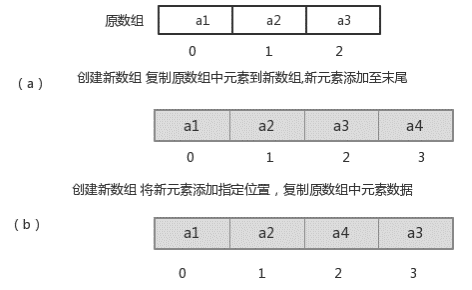 原数组 a1 a2 a3
0 1 2
(a) 创建新数组 复制原数组中元素到新数组,新元素添加至末尾
a1 a2 a3 a4
0 1 2 3
创建新数组 将新元素添加指定位置，复制原数组中元素数据
(b)
a1 a2 a4 a3
0 1 2 3